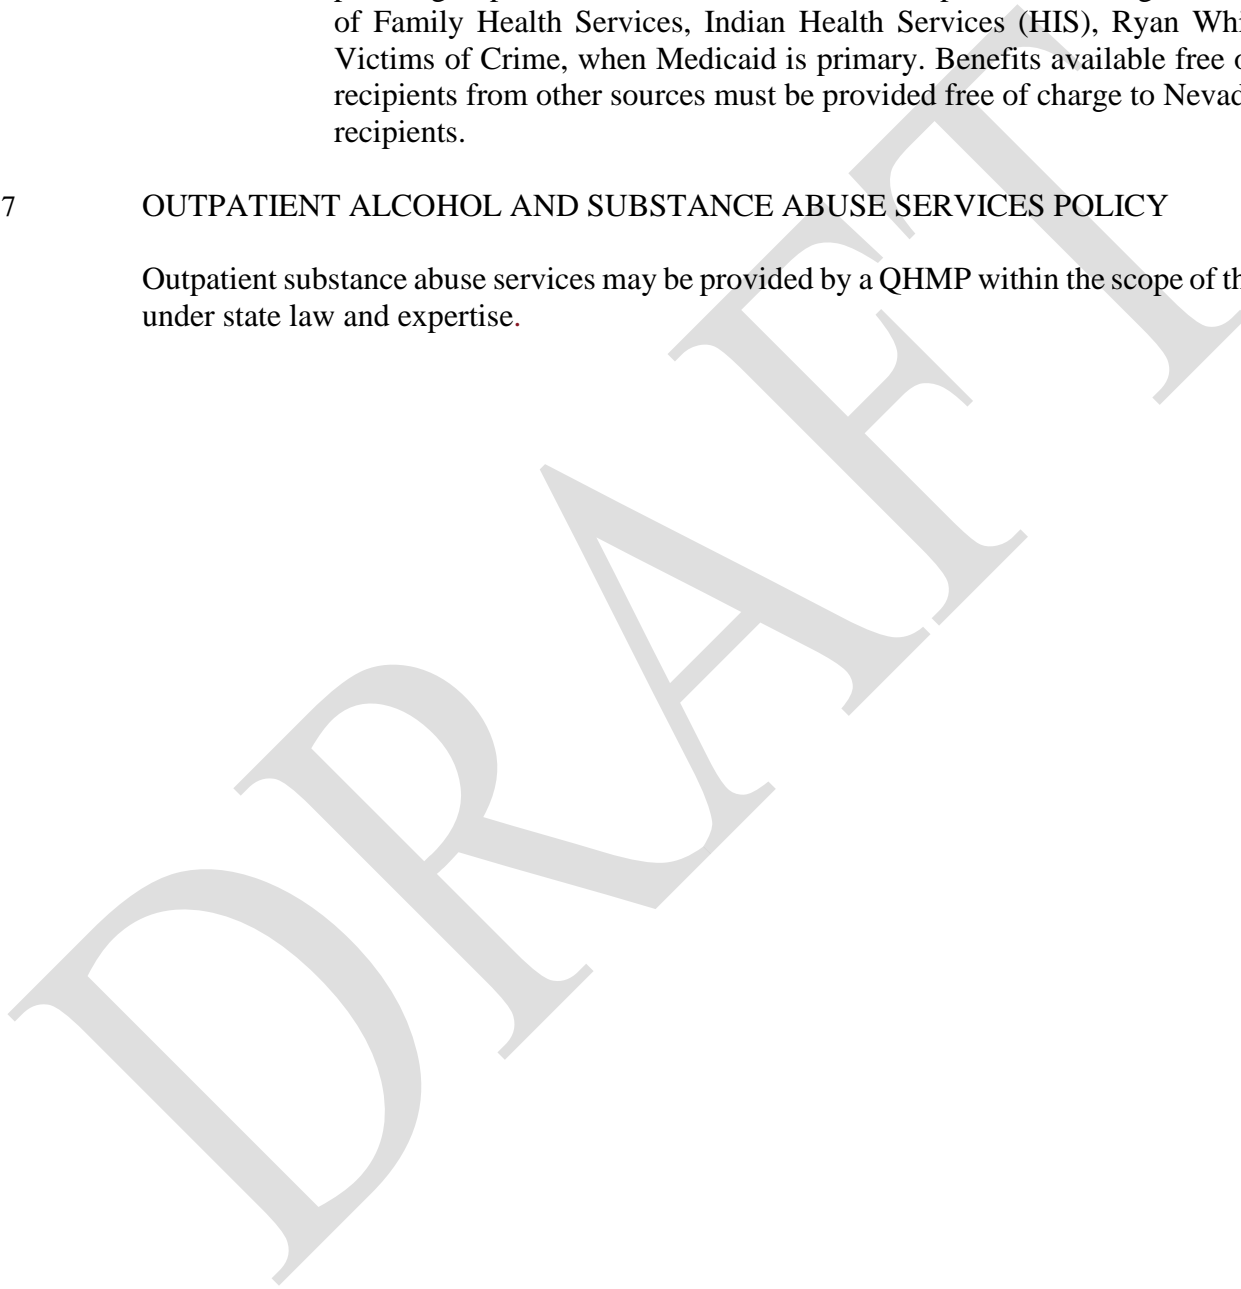 of Family Health Services, Indian Health Services (HIS), Ryan
Victims of Crime, when Medicaid is primary. Benefits available free
recipients from other sources must be provided free of charge to
recipients.
7 OUTPATIENT ALCOHOL AND SUBSTANCE ABUSE SERVICES POLICY
Outpatient substance abuse services may be provided by a QHMP within the scope of
under state law and expertise.
DRAFT